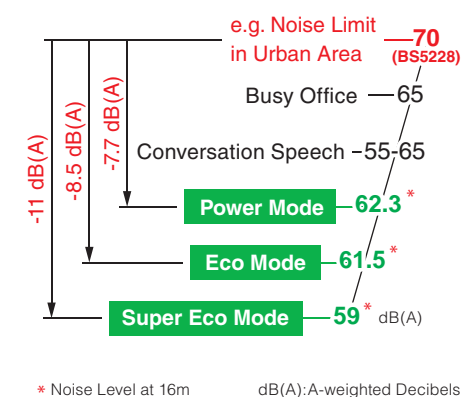 e.g. Noise Limit
in Urban Area
70
(BS5228)
Busy Office
65
Conversation Speech
55-65
Power Mode
62.3 *
Eco Mode
61.5 *
Super Eco Mode
59 * dB(A)
-11 dB(A)
-8.5 dB(A)
-7.7 dB(A)
* Noise Level at 16m
dB(A):A-weighted Decibels